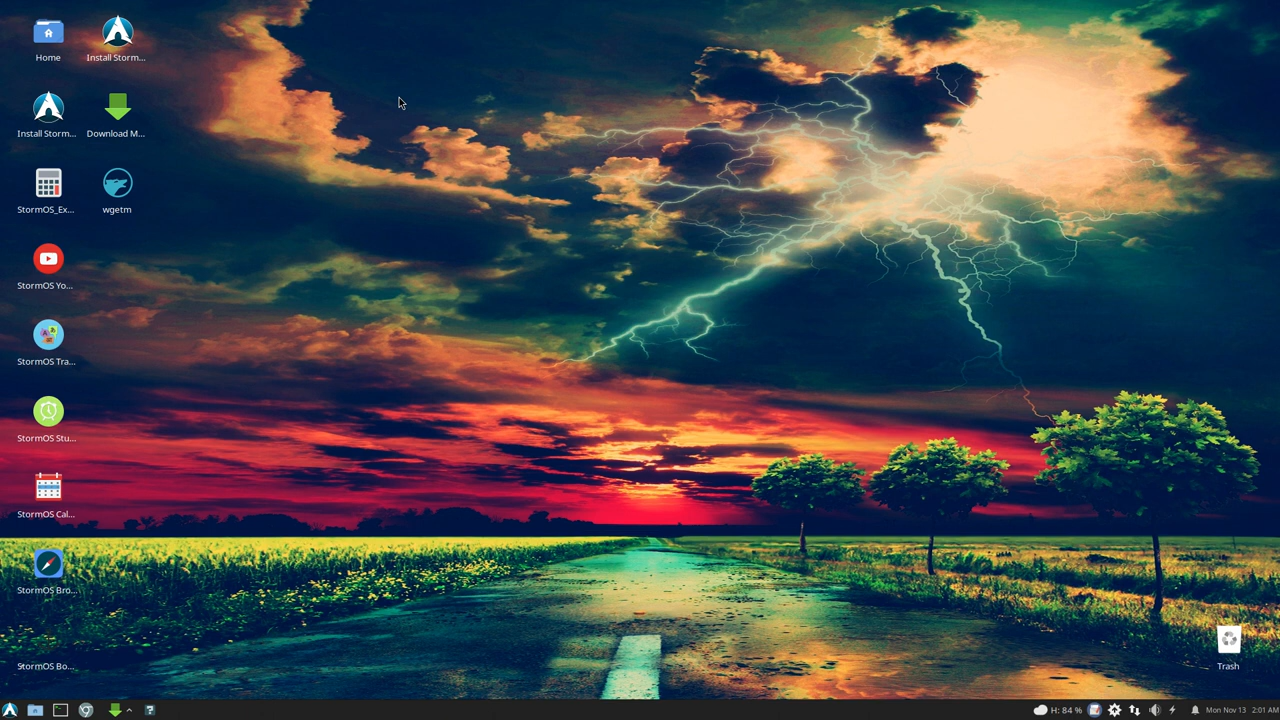 Home
Install Storm...
Install Storm...
Download M...
StormOS_Ex...
wgetm
StormOS Yo...
StormOS Tra...
StormOS Stu...
StormOS Cal...
StormOS Bro...
StormOS Bo...
Trash
H: 84 %
Mon Nov 13 2:01 AM